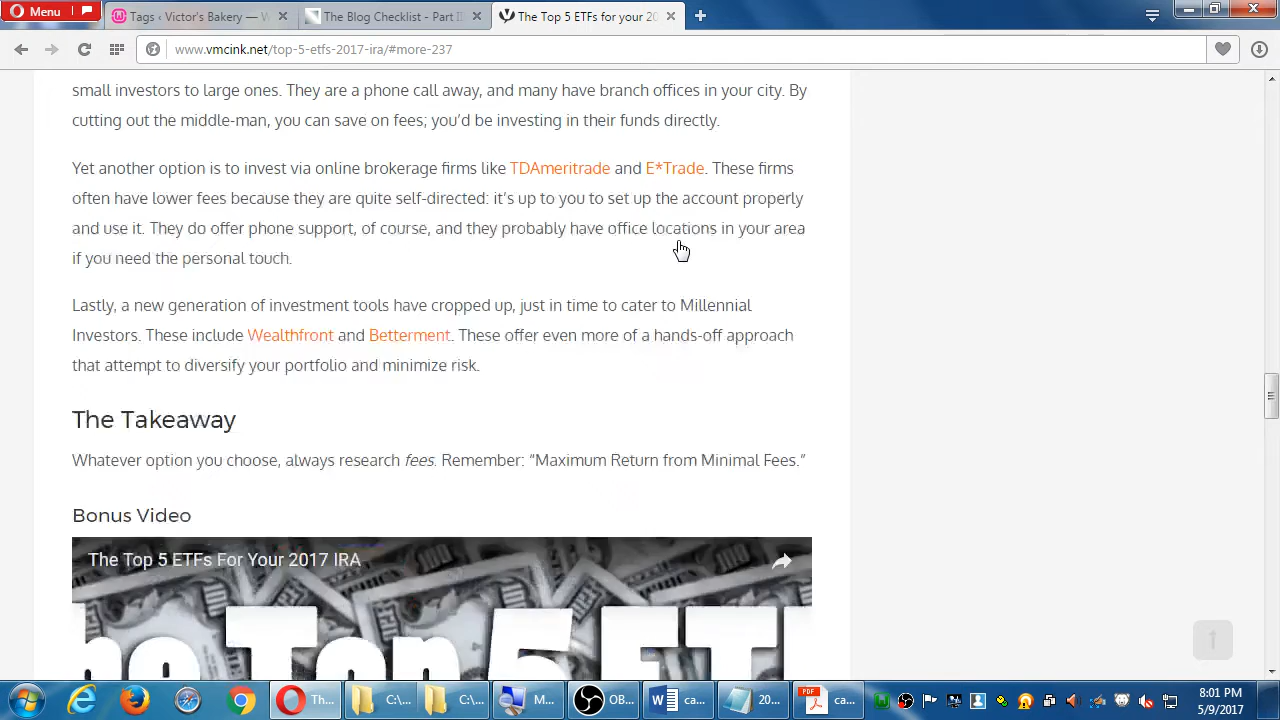 Menu
Tags ‹ Victor's Bakery — W
The Blog Checklist - Part I
The Top 5 ETFs for your 20
www.vmcink.net/top-5-etfs-2017-ira/#more-237
small investors to large ones. They are a phone call away, and many have branch offices in your city. By
cutting out the middle-man, you can save on fees; you'd be investing in their funds directly.
Yet another option is to invest via online brokerage firms like TDAmeritrade and E*Trade. These firms
often have lower fees because they are quite self-directed: it's up to you to set up the account properly
and use it. They do offer phone support, of course, and they probably have office locations in your area
if you need the personal touch.
Lastly, a new generation of investment tools have cropped up, just in time to cater to Millennial
Investors. These include Wealthfront and Betterment. These offer even more of a hands-off approach
that attempt to diversify your portfolio and minimize risk.
The Takeaway
Whatever option you choose, always research fees. Remember: “Maximum Return from Minimal Fees.”
Bonus Video
The Top 5 ETFs For Your 2017 IRA
he Top 5 ET
Th...
C:\...
C:\...
M...
OB...
ca...
20...
PDF
ca...
8:01 PM
5/9/2017